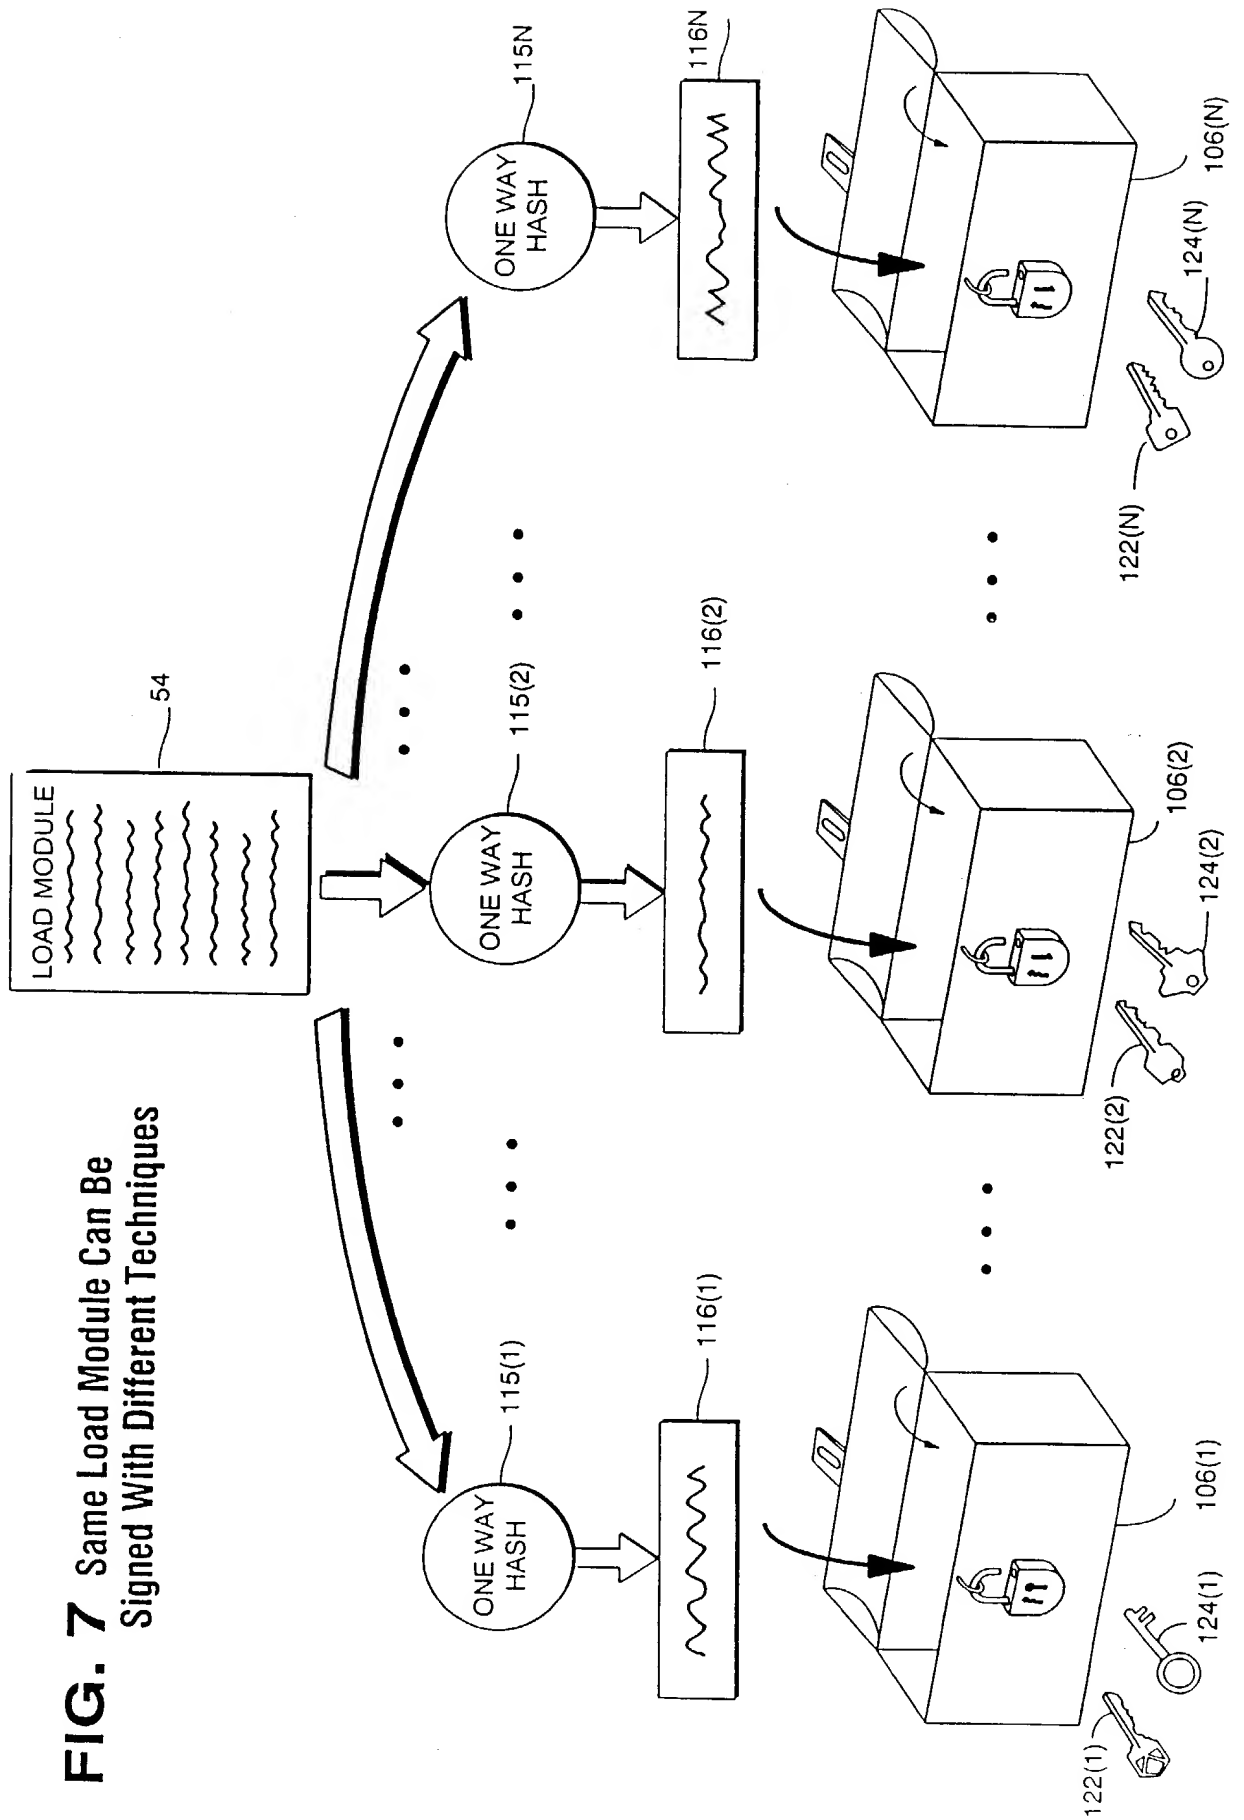 FIG. 7 Same Load Module Can Be
Signed With Different Techniques
LOAD MODULE
54
ONE WAY
HASH
115(1)
ONE WAY
HASH
115(2)
ONE WAY
HASH
115N
116(1)
116(2)
116N
106(1)
122(1)
124(1)
106(2)
122(2)
124(2)
106(N)
122(N)
124(N)